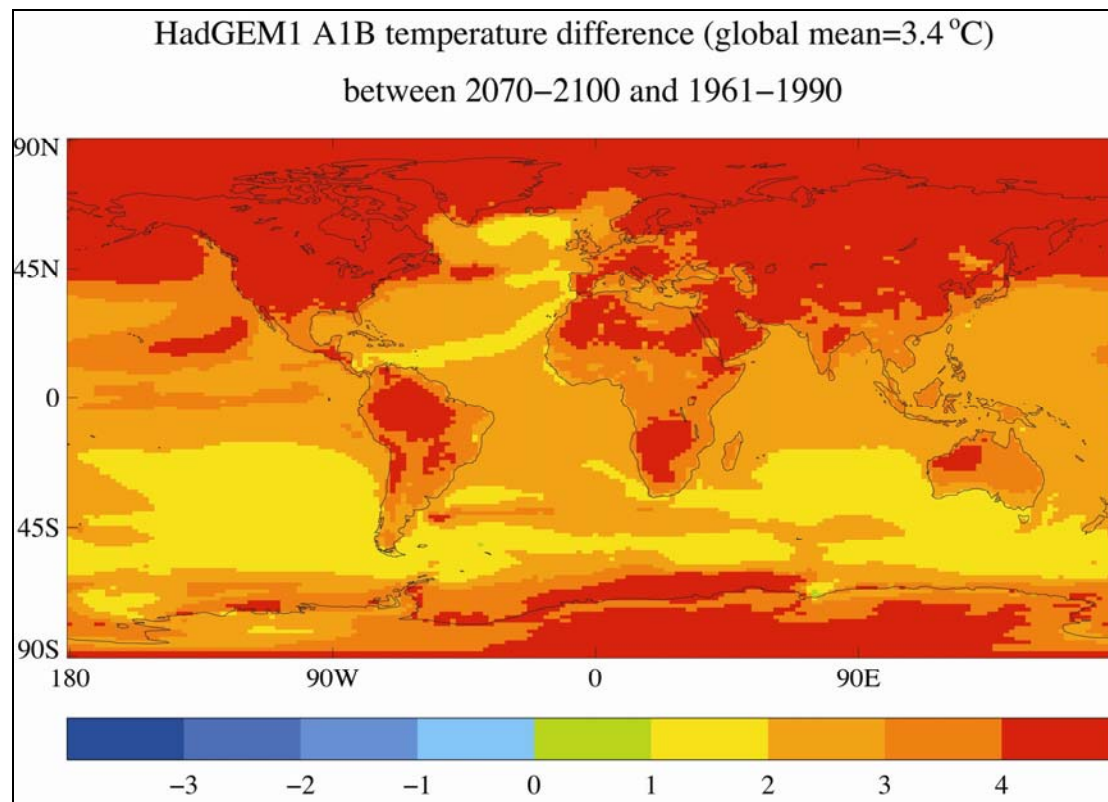 HadGEM1 A1B temperature difference (global mean=3.4 °C)
between 2070−2100 and 1961−1990
90N
45N
0
45S
90S
180 90W 0 90E
−3 −2 −1 0 1 2 3 4